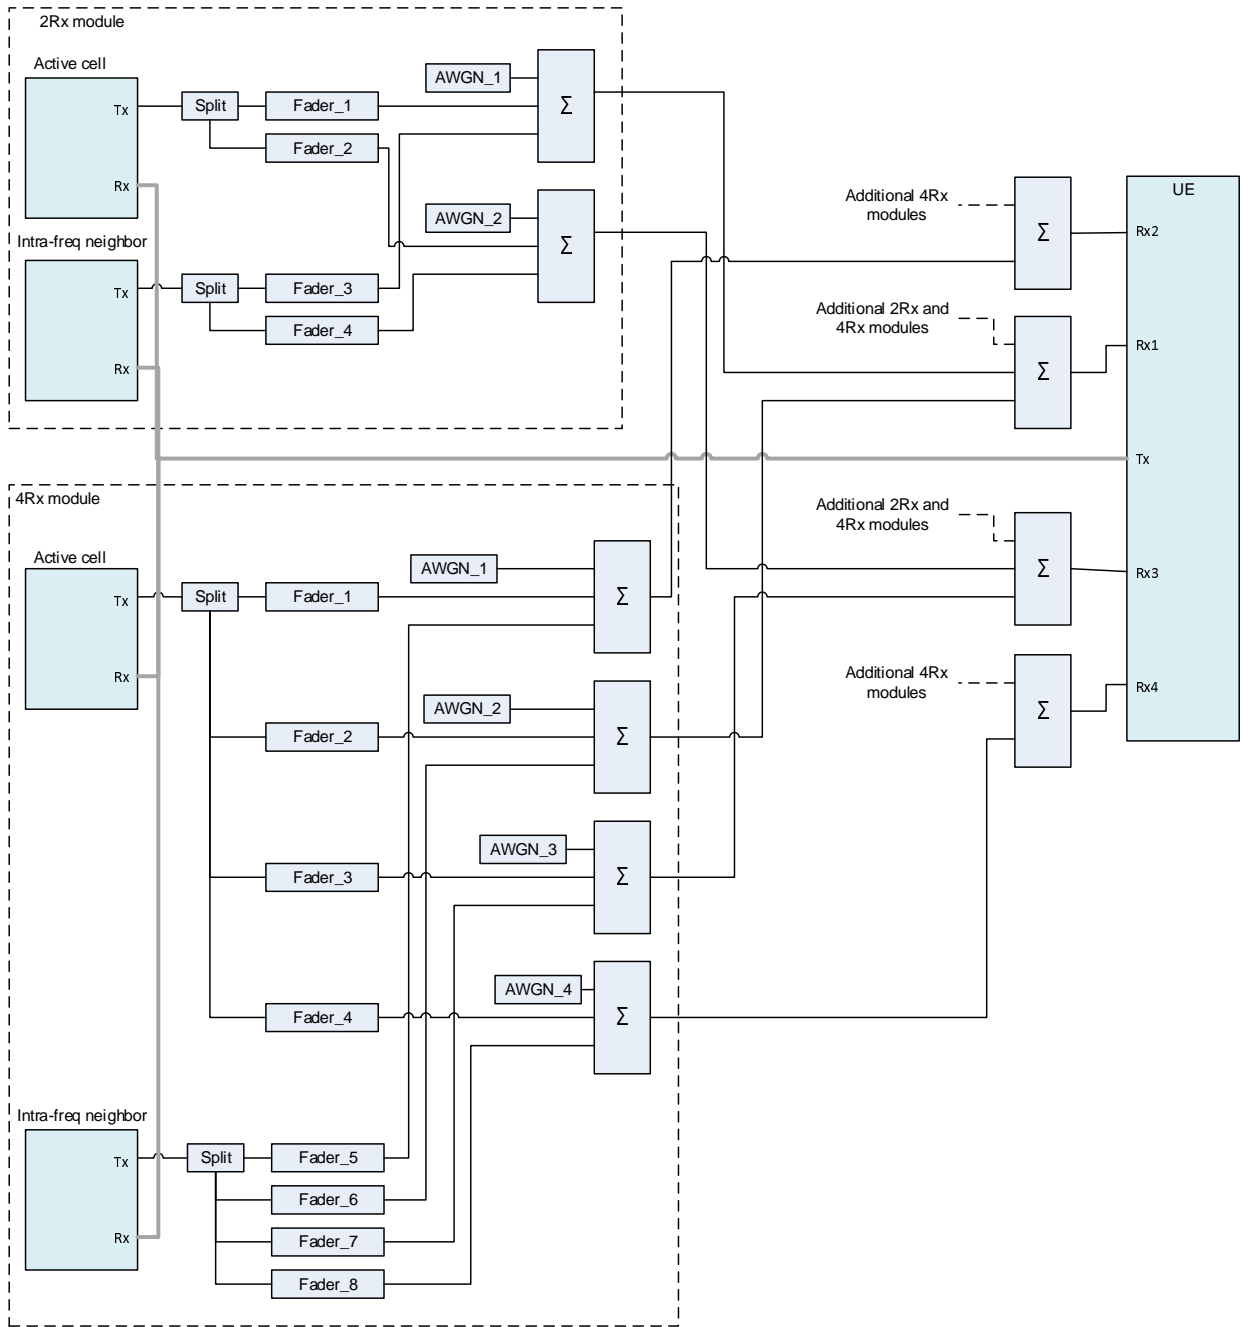 2Rx module
Active cell
Tx
Rx
Split
Fader_1
Fader_2
AWGN_1
Σ
AWGN_2
Σ
Intra-freq neighbor
Tx
Rx
Split
Fader_3
Fader_4
4Rx module
Active cell
Tx
Rx
Split
Fader_1
AWGN_1
Σ
Fader_2
AWGN_2
Σ
Fader_3
AWGN_3
Σ
Fader_4
AWGN_4
Σ
Intra-freq neighbor
Tx
Rx
Split
Fader_5
Fader_6
Fader_7
Fader_8
Additional 4Rx
modules
Σ
Additional 2Rx and
4Rx modules
Σ
Additional 2Rx and
4Rx modules
Σ
Additional 4Rx
modules
Σ
UE
Rx2
Rx1
Tx
Rx3
Rx4